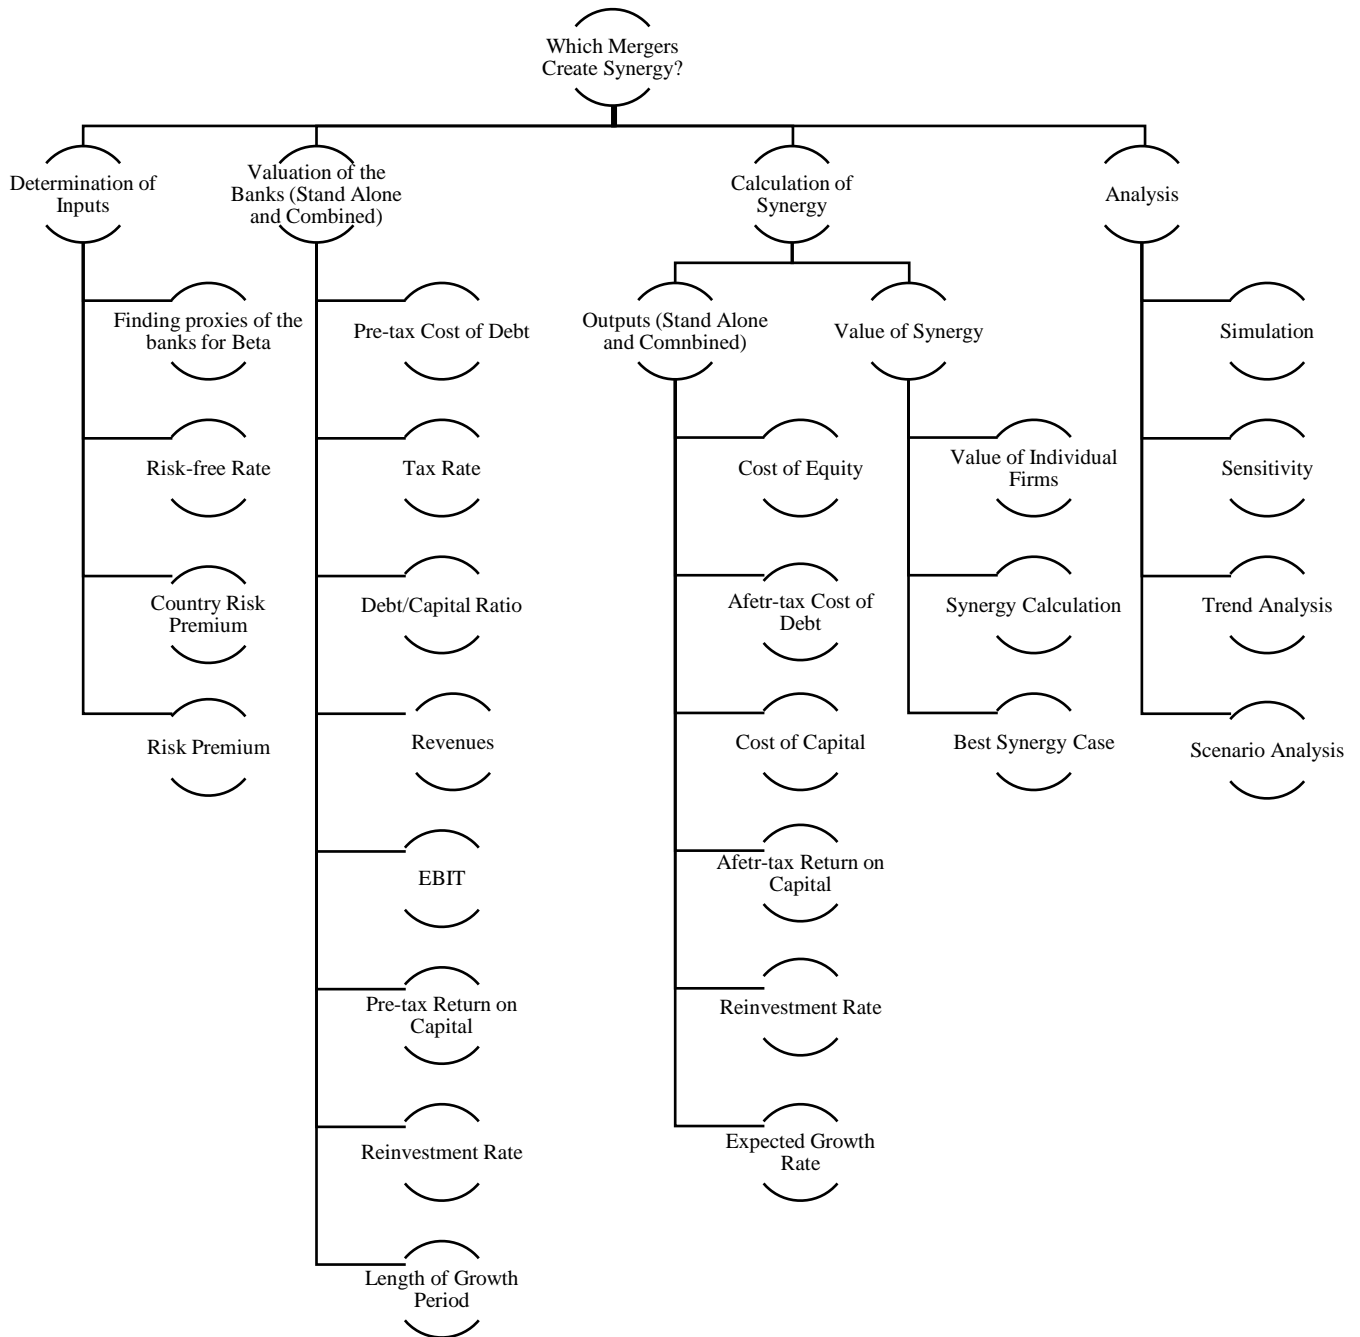 Which Mergers
Create Synergy?
Determination of
Inputs
Valuation of the
Banks (Stand Alone
and Combined)
Calculation of
Synergy
Analysis
Finding proxies of the
banks for Beta
Risk-free Rate
Country Risk
Premium
Risk Premium
Pre-tax Cost of Debt
Tax Rate
Debt/Capital Ratio
Revenues
EBIT
Pre-tax Return on
Capital
Reinvestment Rate
Length of Growth
Period
Outputs (Stand Alone
and Comnbined)
Cost of Equity
Afetr-tax Cost of
Debt
Cost of Capital
Afetr-tax Return on
Capital
Reinvestment Rate
Expected Growth
Rate
Value of Synergy
Value of Individual
Firms
Synergy Calculation
Best Synergy Case
Simulation
Sensitivity
Trend Analysis
Scenario Analysis